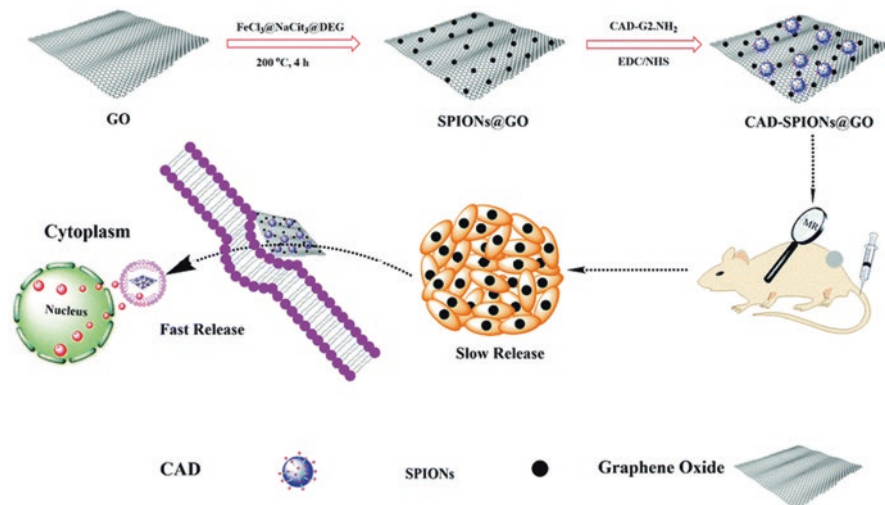 FeCl₃@NaCit₃@DEG
200 °C, 4 h
CAD-G2.NH₂
EDC/NHS
GO
SPIONs@GO
CAD-SPIONs@GO
MR
Cytoplasm
Nucleus
Fast Release
Slow Release
CAD
SPIONs
Graphene Oxide